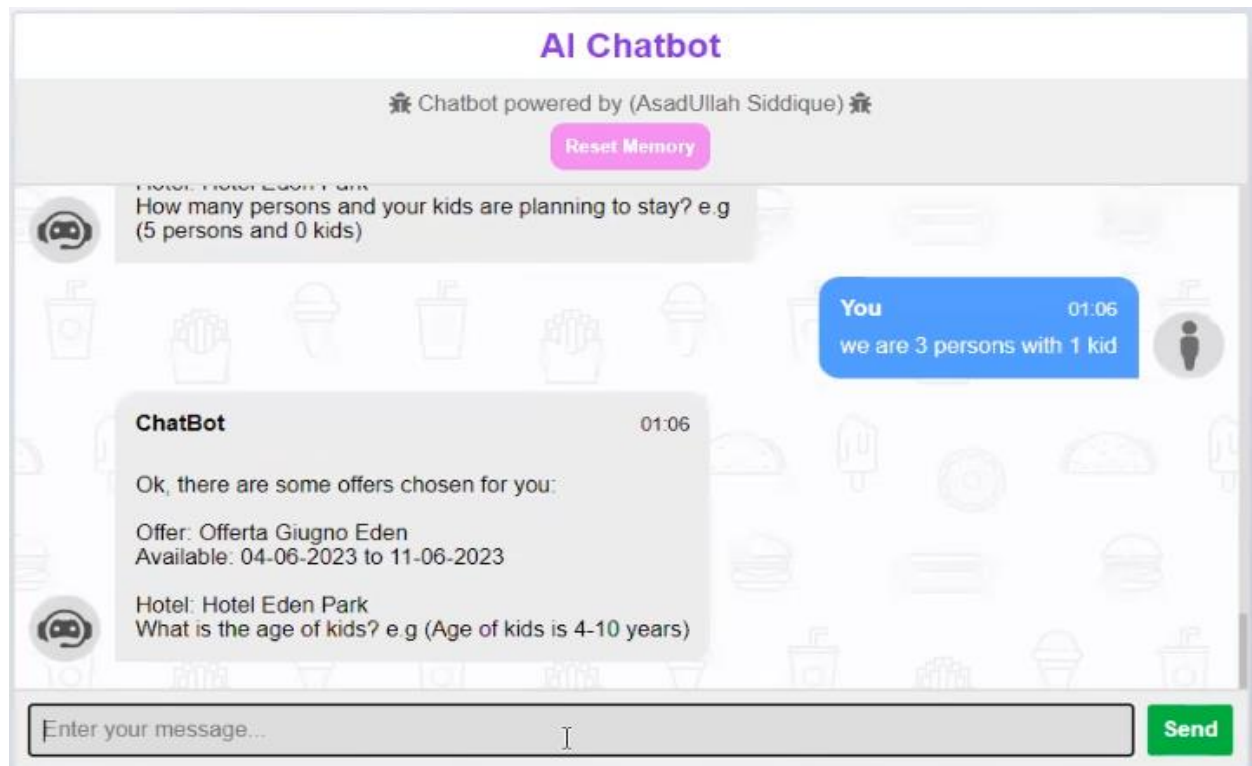 AI Chatbot
Chatbot powered by (AsadUllah Siddique)
Reset Memory
Hotel: Hotel Eden Park
How many persons and your kids are planning to stay? e.g
(5 persons and 0 kids)
You 01:06
we are 3 persons with 1 kid
ChatBot 01:06
Ok, there are some offers chosen for you:
Offer: Offerta Giugno Eden
Available: 04-06-2023 to 11-06-2023
Hotel: Hotel Eden Park
What is the age of kids? e.g (Age of kids is 4-10 years)
Enter your message...
Send